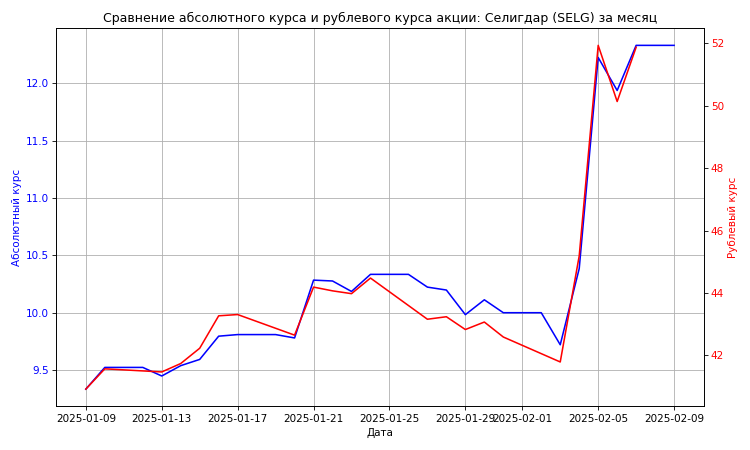 Сравнение абсолютного курса и рублевого курса акции: Селигдар (SELG) за месяц
Абсолютный курс
12.0
11.5
11.0
10.5
10.0
9.5
52
50
48
46
44
42
Рублевый курс
2025-01-09 2025-01-13 2025-01-17 2025-01-21 2025-01-25 2025-01-29 2025-02-01 2025-02-05 2025-02-09
Дата